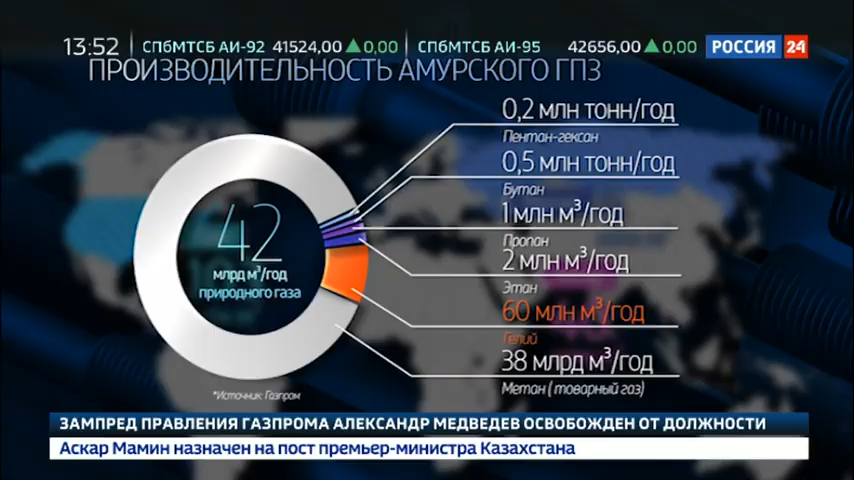 13:52 СПбМТСБ АИ-92 41524,00 ▲0,00 СПбМТСБ АИ-95 42656,00 ▲0,00 РОССИЯ 24
ПРОИЗВОДИТЕЛЬНОСТЬ АМУРСКОГО ГПЗ
0,2 млн тонн/год
Пентан-гексан
0,5 млн тонн/год
Бутан
1 млн м³/год
Пропан
2 млн м³/год
Этан
60 млн м³/год
Гелий
38 млрд м³/год
Метан ( товарный газ)
42
млрд м³/год
природного газа
*Источник: Газпром
ЗАМПРЕД ПРАВЛЕНИЯ ГАЗПРОМА АЛЕКСАНДР МЕДВЕДЕВ ОСВОБОЖДЕН ОТ ДОЛЖНОСТИ
Аскар Мамин назначен на пост премьер-министра Казахстана